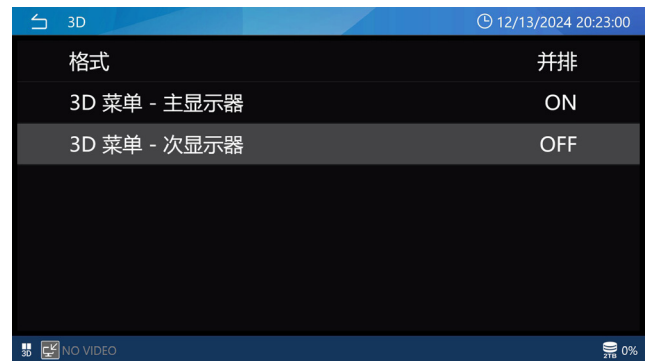 3D 12/13/2024 20:23:00
格式 并排
3D 菜单 - 主显示器 ON
3D 菜单 - 次显示器 OFF
3D NO VIDEO 2TB 0%